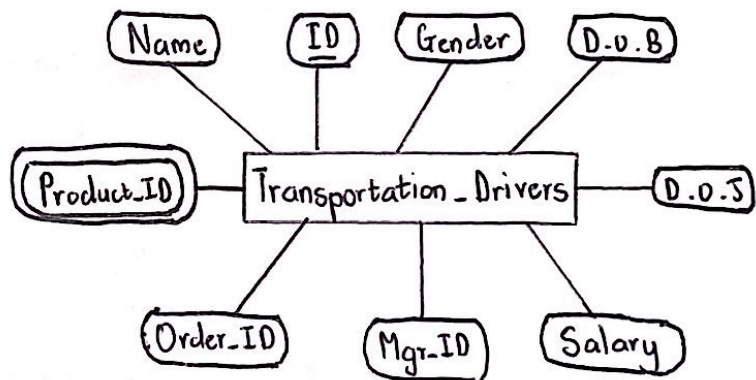 Name
ID
Gender
D.O.B
Product_ID
Transportation_Drivers
D.O.J
Order_ID
Mgr_ID
Salary